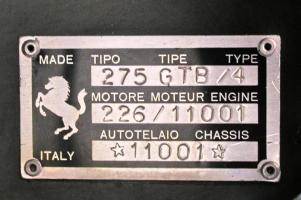 MADE TIPO TIPE TYPE
275 GTB/4
MOTORE MOTEUR ENGINE
226/11001
AUTOTELAIO CHASSIS
ITALY ☆11001☆